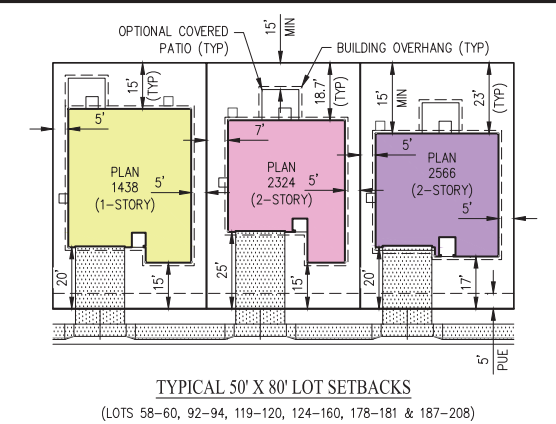 OPTIONAL COVERED
PATIO (TYP)
15'
MIN
BUILDING OVERHANG (TYP)
15'
(TYP)
18.7'
(TYP)
15'
MIN
23'
(TYP)
5'
7'
5'
PLAN
1438
(1-STORY)
5'
PLAN
2324
(2-STORY)
5'
PLAN
2566
(2-STORY)
5'
20'
15'
25'
15'
20'
17'
5'
PUE
TYPICAL 50' X 80' LOT SETBACKS
(LOTS 58-60, 92-94, 119-120, 124-160, 178-181 & 187-208)